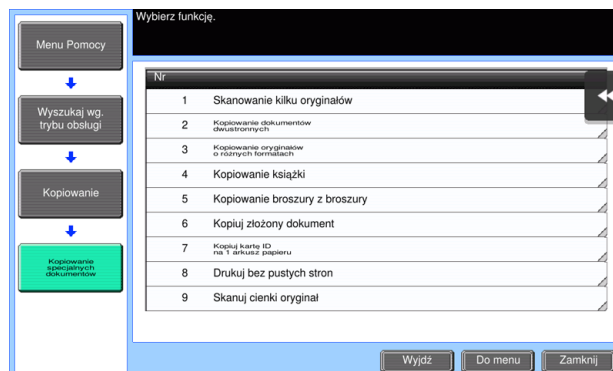 Wybierz funkcję.
Menu Pomocy
Wyszukaj wg.
trybu obsługi
Kopiowanie
Kopiowanie
specjalnych
dokumentów
Nr
1 Skanowanie kilku oryginałów
2 Kopiowanie dokumentów
dwustronnych
3 Kopiowanie oryginałów
o różnych formatach
4 Kopiowanie książki
5 Kopiowanie broszury z broszury
6 Kopiuj złożony dokument
7 Kopiuj kartę ID
na 1 arkusz papieru
8 Drukuj bez pustych stron
9 Skanuj cienki oryginał
Wyjdź
Do menu
Zamknij